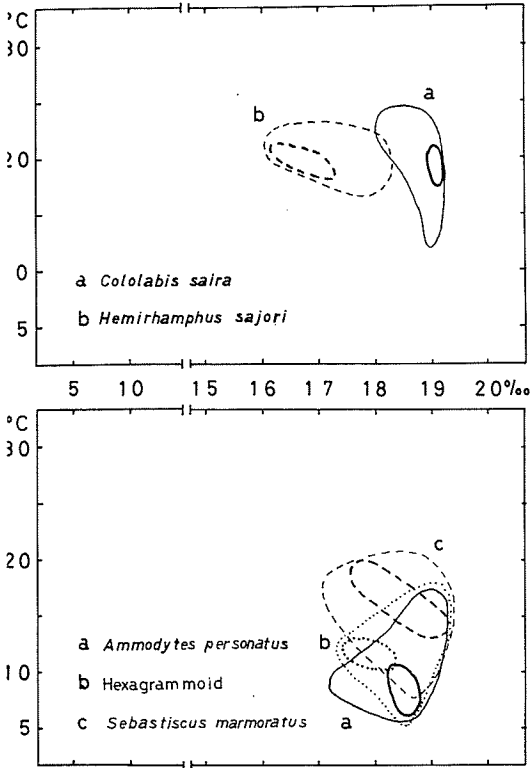 °C
30
a
b
20
0
a Cololabis saira
b Hemirhamphus sajori
5
5 10 15 16 17 18 19 20‰
°C
30
c
20
a Ammodytes personatus b
10
b Hexagrammoid
c Sebastiscus marmoratus a
5